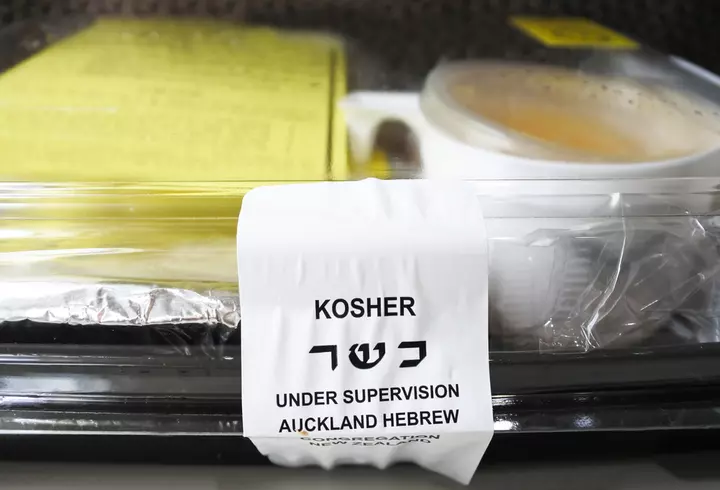 KOSHER
כשר
UNDER SUPERVISION
AUCKLAND HEBREW
CONGREGATION
NEW ZEALAND